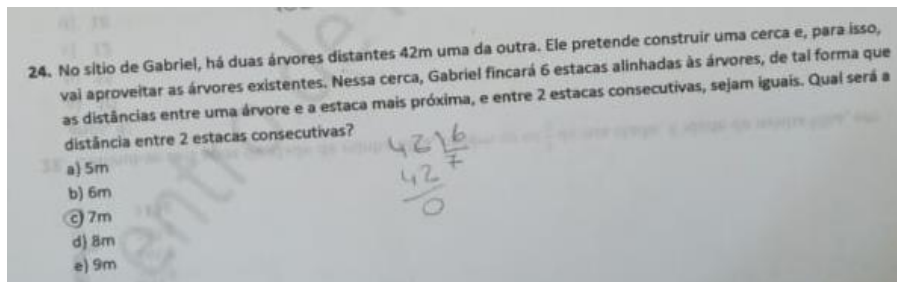 24. No sítio de Gabriel, há duas árvores distantes 42m uma da outra. Ele pretende construir uma cerca e, para isso,
vai aproveitar as árvores existentes. Nessa cerca, Gabriel fincará 6 estacas alinhadas às árvores, de tal forma que
as distâncias entre uma árvore e a estaca mais próxima, e entre 2 estacas consecutivas, sejam iguais. Qual será a
distância entre 2 estacas consecutivas?
a) 5m
b) 6m
c) 7m
d) 8m
e) 9m
42 6
42 7
0